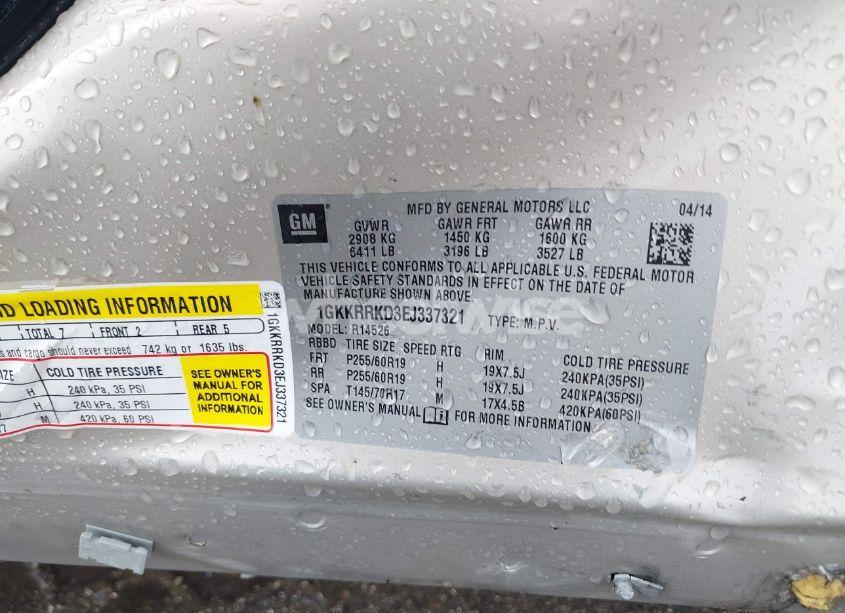 GM
MFD BY GENERAL MOTORS LLC 04/14
GVWR GAWR FRT GAWR RR
2908 KG 1450 KG 1600 KG
6411 LB 3196 LB 3527 LB
THIS VEHICLE CONFORMS TO ALL APPLICABLE U.S. FEDERAL MOTOR
VEHICLE SAFETY STANDARDS IN EFFECT ON THE DATE OF
MANUFACTURE SHOWN ABOVE.
1GKKRRKD3EJ337321 TYPE: M.P.V.
MODEL: R14526
RBBD TIRE SIZE SPEED RTG RIM COLD TIRE PRESSURE
FRT P255/60R19 H 19X7.5J 240KPA(35PSI)
RR P255/60R19 H 19X7.5J 240KPA(35PSI)
SPA T145/70R17 M 17X4.5B 420KPA(60PSI)
SEE OWNER'S MANUAL FOR MORE INFORMATION
LOADING INFORMATION
TOTAL 7 FRONT 2 REAR 5
and cargo should never exceed 742 kg or 1635 lbs.
COLD TIRE PRESSURE
H 240 kPa, 35 PSI
H 240 kPa, 35 PSI
M 420 kPa, 60 PSI
SEE OWNER'S
MANUAL FOR
ADDITIONAL
INFORMATION
1GKKRRKD3EJ337321